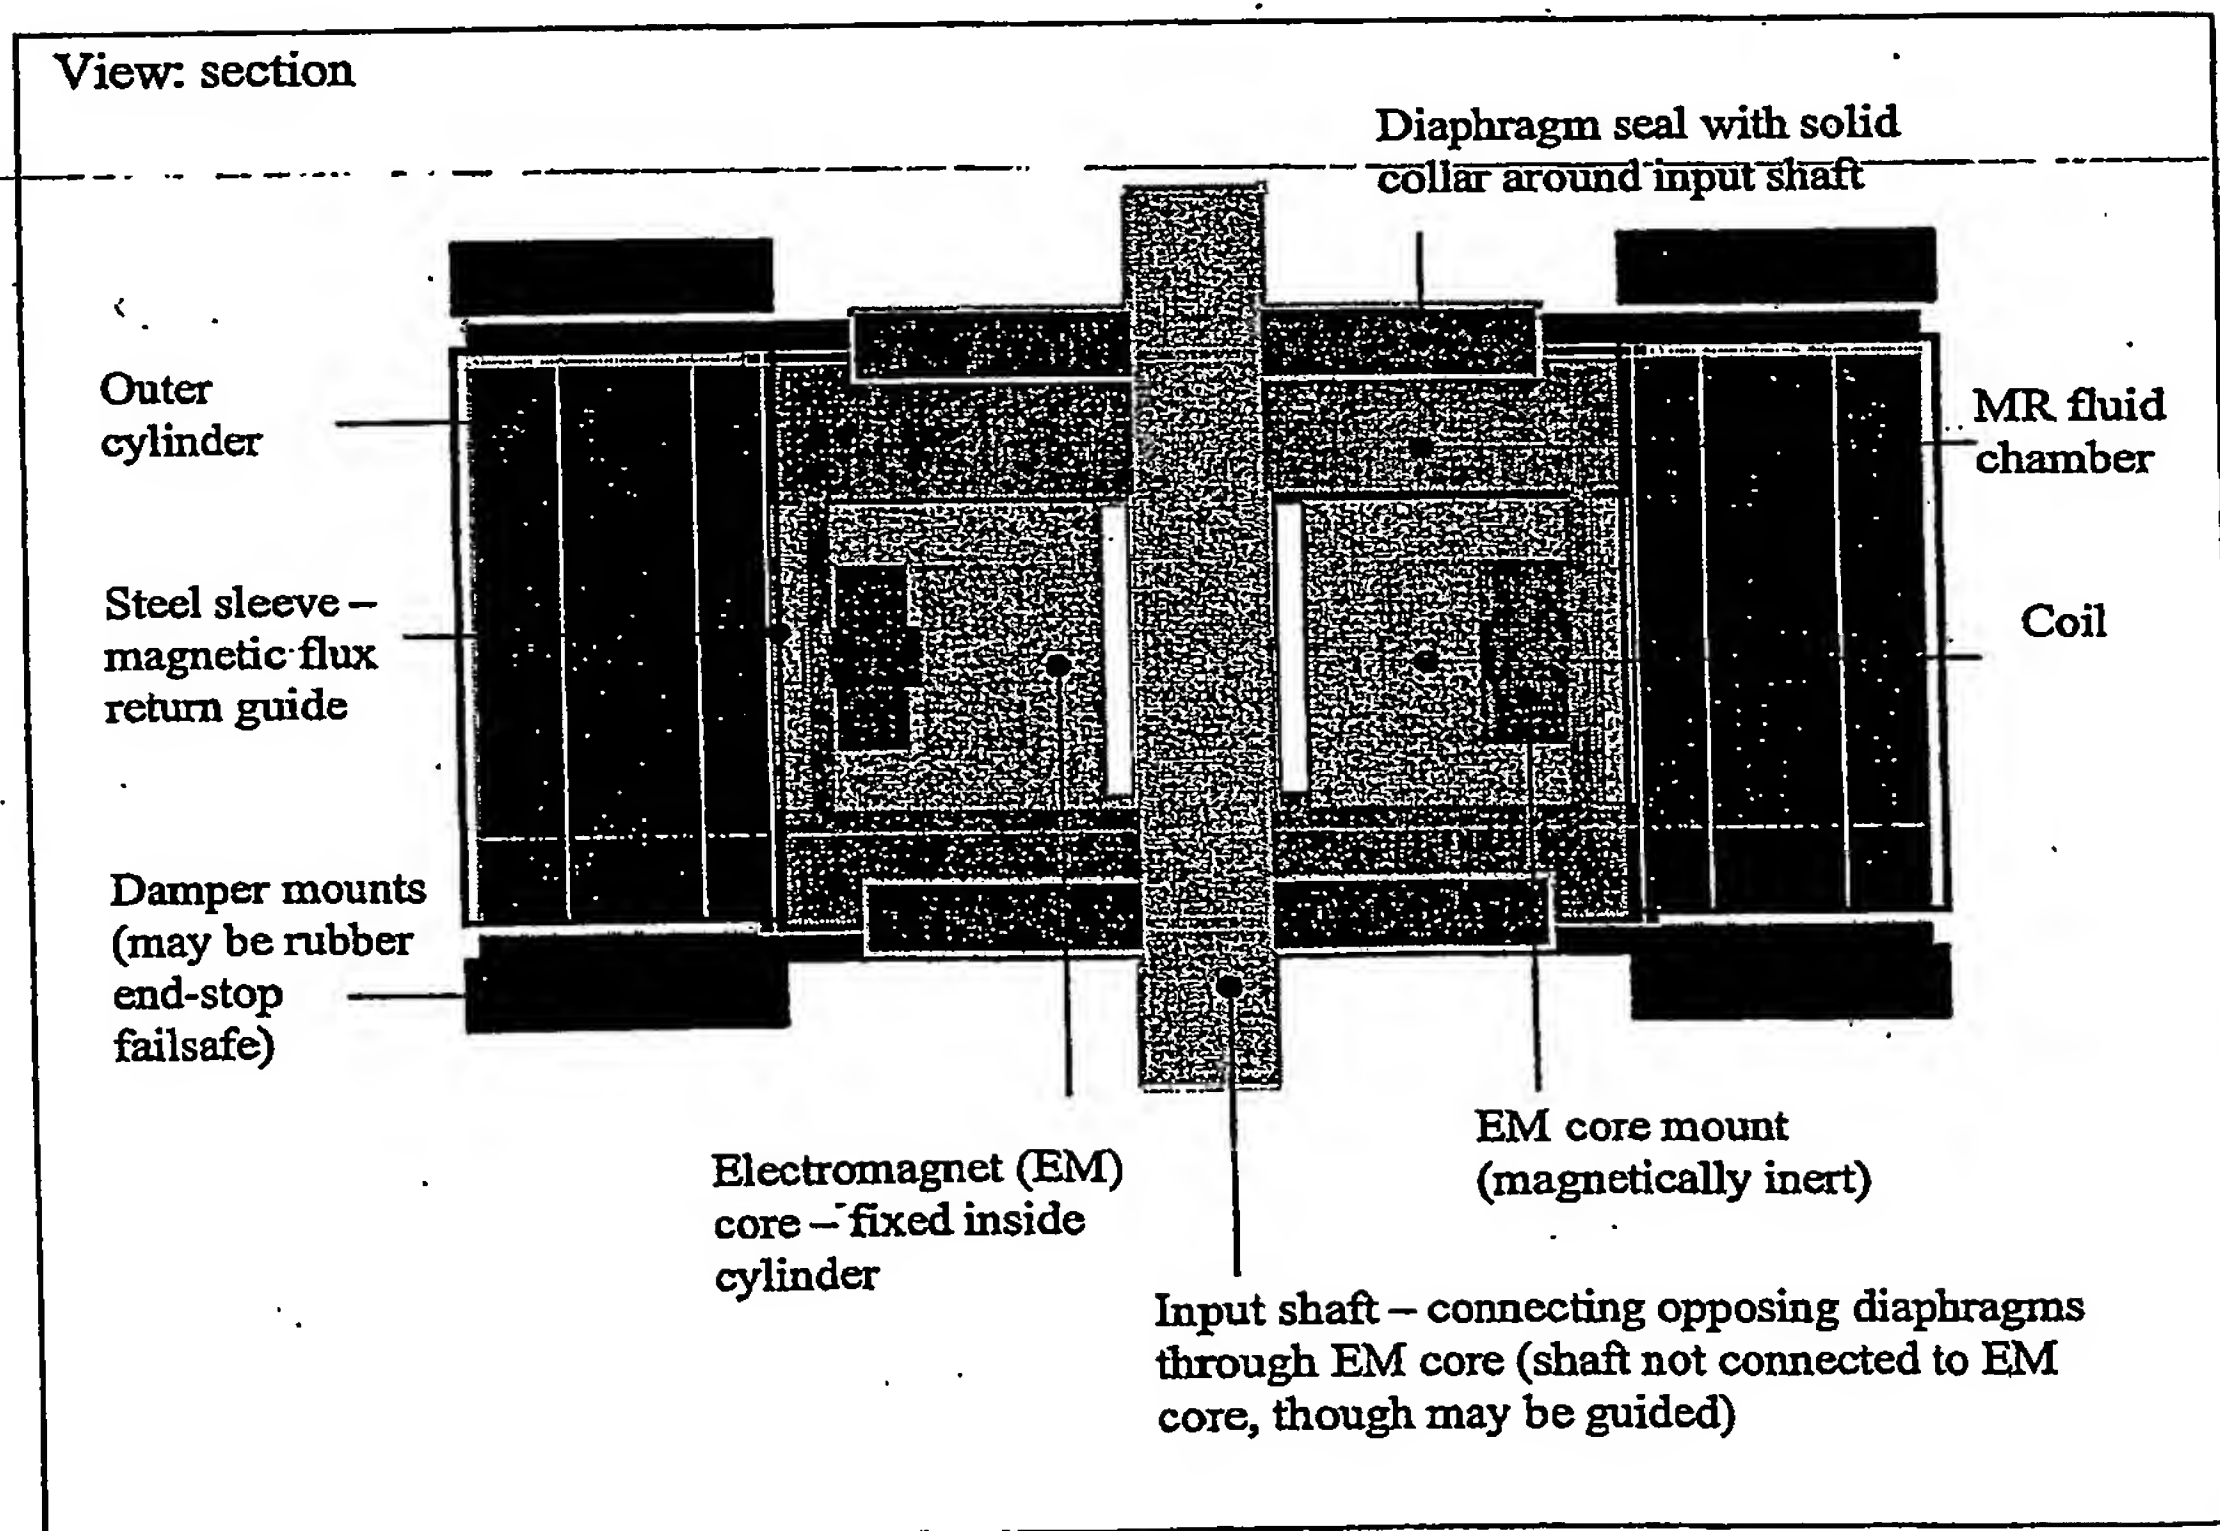 View: section
Diaphragm seal with solid
collar around input shaft
Outer
cylinder
MR fluid
chamber
Steel sleeve –
magnetic flux
return guide
Coil
Damper mounts
(may be rubber
end-stop
failsafe)
Electromagnet (EM)
core – fixed inside
cylinder
EM core mount
(magnetically inert)
Input shaft – connecting opposing diaphragms
through EM core (shaft not connected to EM
core, though may be guided)